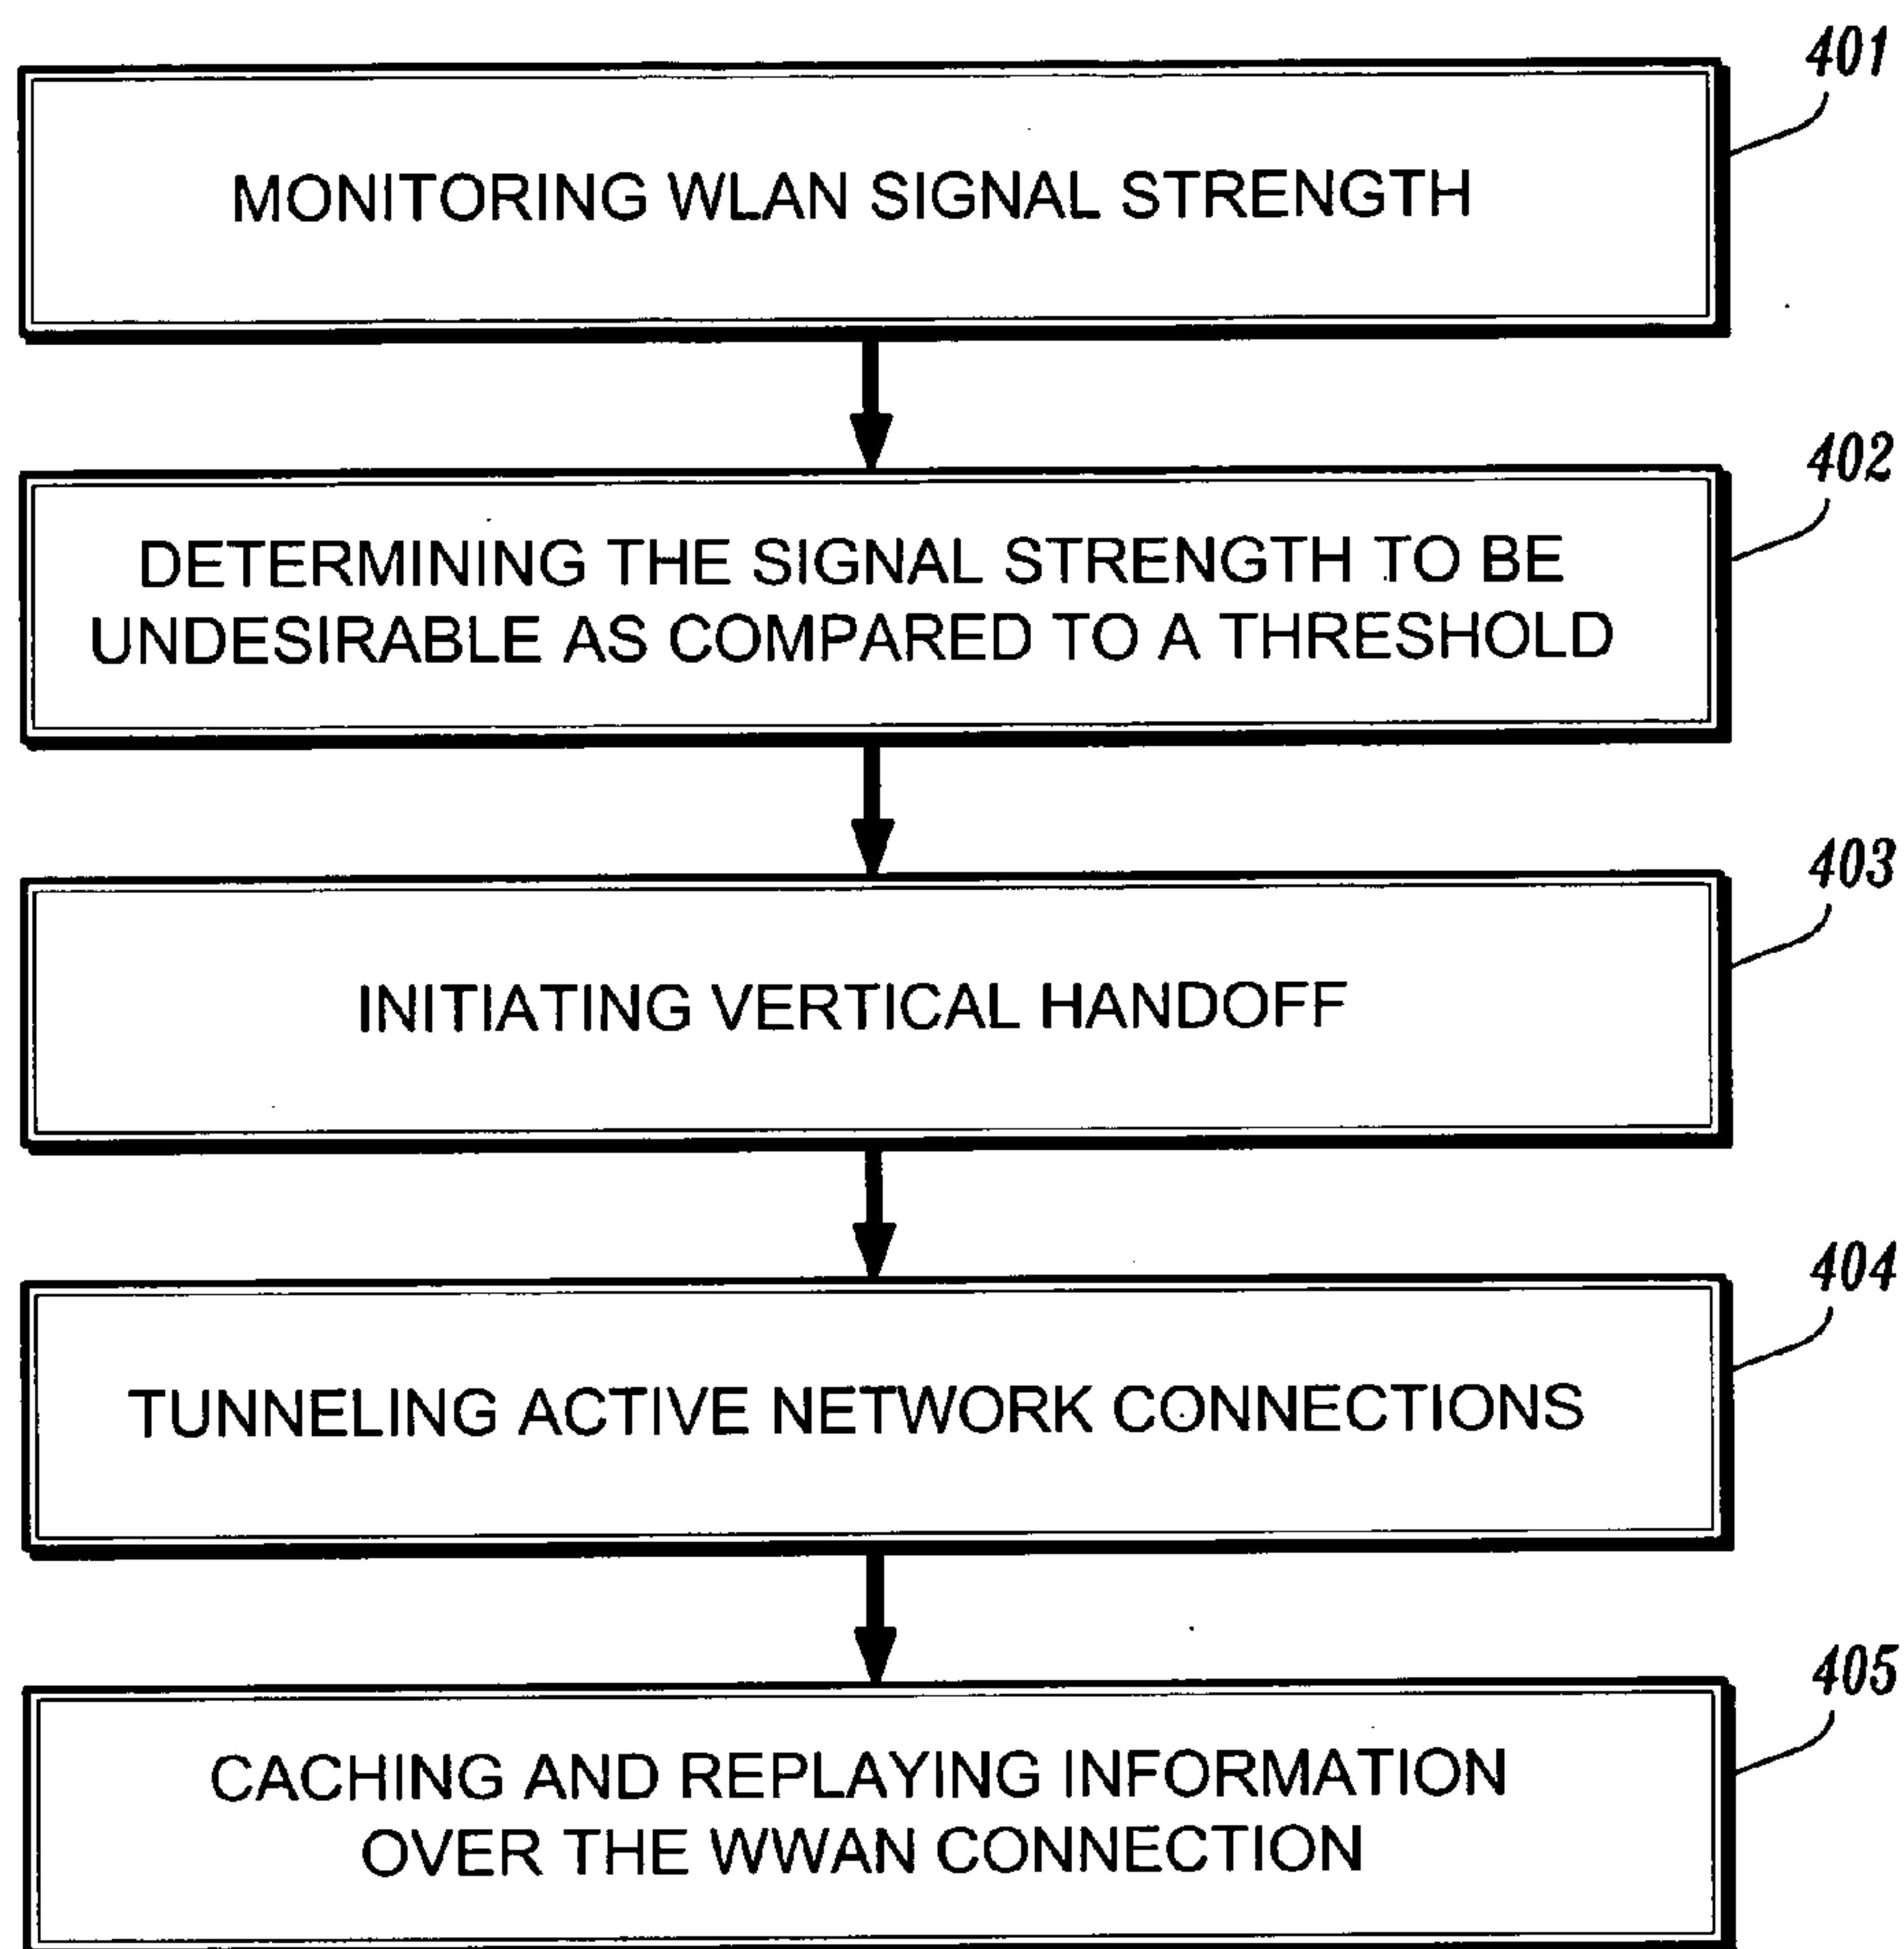 401
MONITORING WLAN SIGNAL STRENGTH
402
DETERMINING THE SIGNAL STRENGTH TO BE
UNDESIRABLE AS COMPARED TO A THRESHOLD
403
INITIATING VERTICAL HANDOFF
404
TUNNELING ACTIVE NETWORK CONNECTIONS
405
CACHING AND REPLAYING INFORMATION
OVER THE WWAN CONNECTION